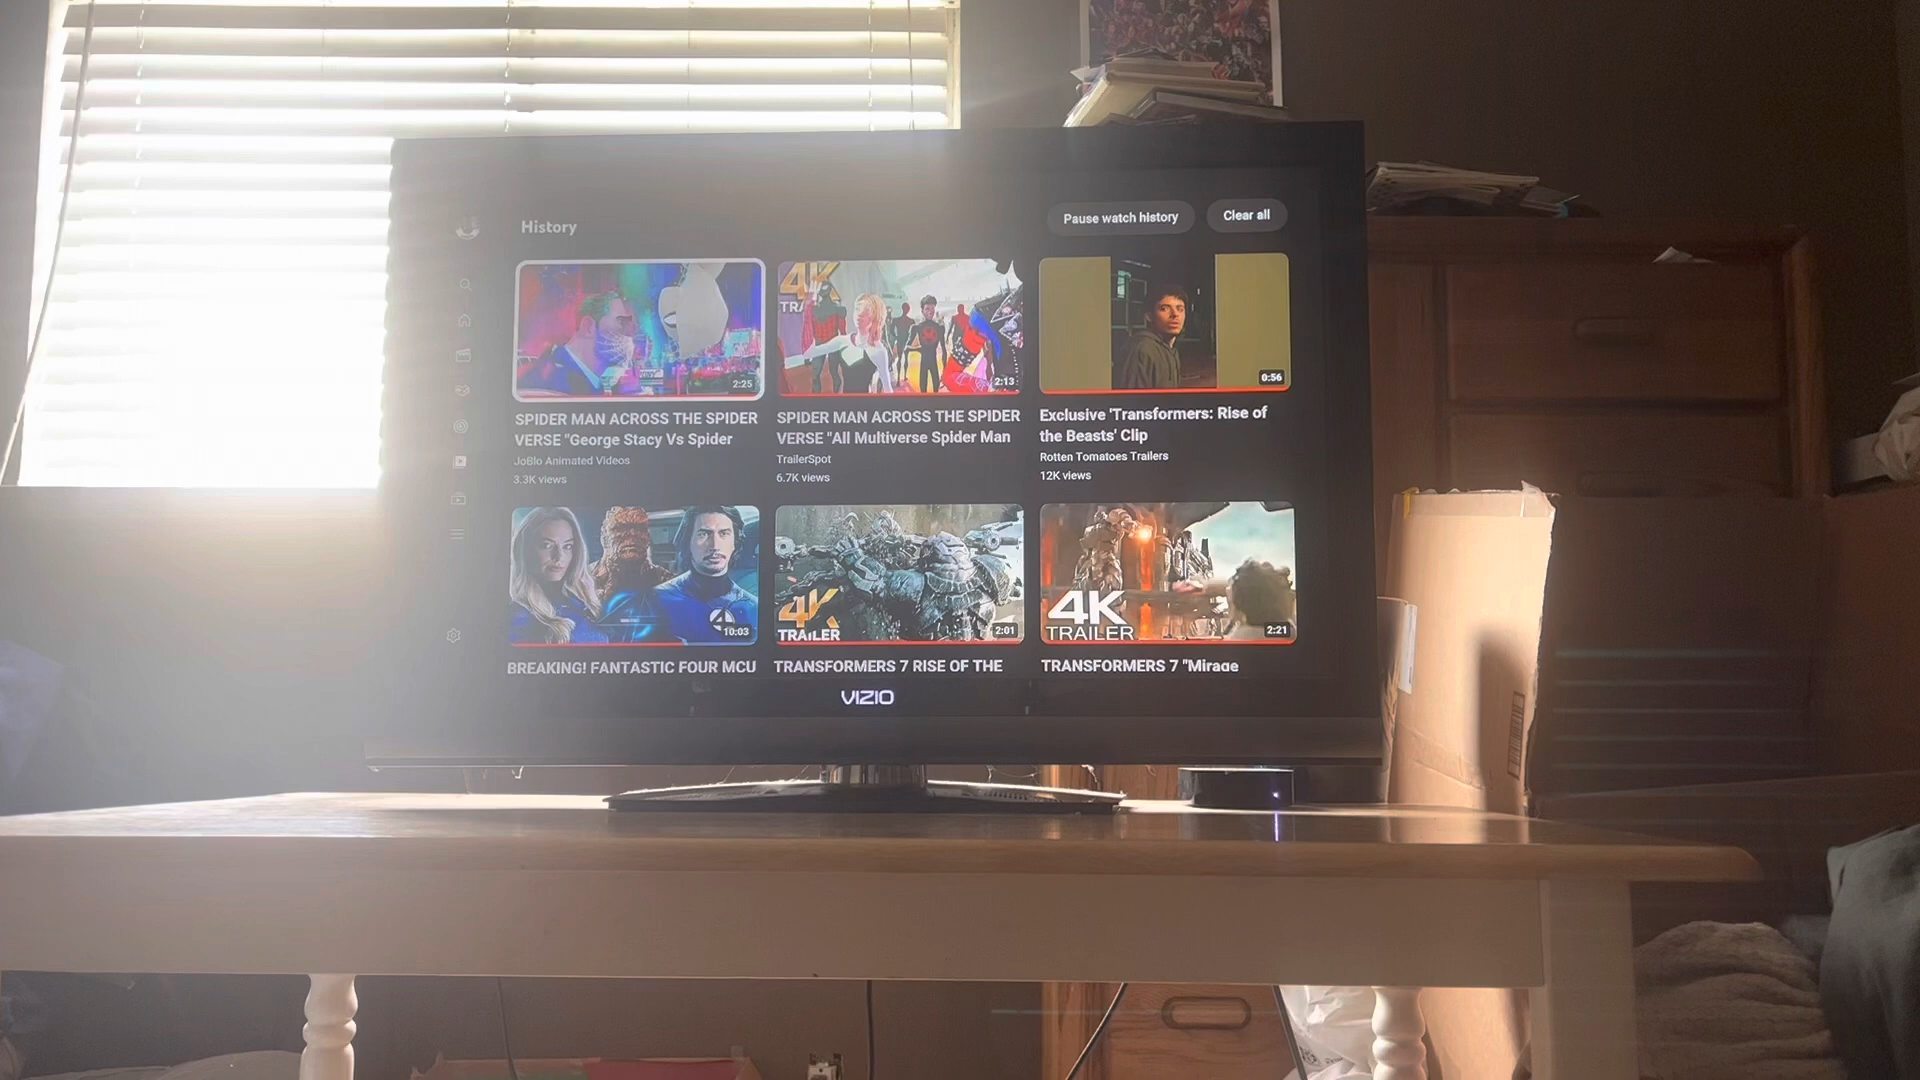 History
Pause watch history
Clear all
4K
TRA
2:25
2:13
0:56
SPIDER MAN ACROSS THE SPIDER
VERSE "George Stacy Vs Spider
JoBlo Animated Videos
3.3K views
SPIDER MAN ACROSS THE SPIDER
VERSE "All Multiverse Spider Man
TrailerSpot
6.7K views
Exclusive 'Transformers: Rise of
the Beasts' Clip
Rotten Tomatoes Trailers
12K views
4
10:03
4K
TRAILER
2:01
4K
TRAILER
2:21
BREAKING! FANTASTIC FOUR MCU
TRANSFORMERS 7 RISE OF THE
TRANSFORMERS 7 "Mirage
VIZIO